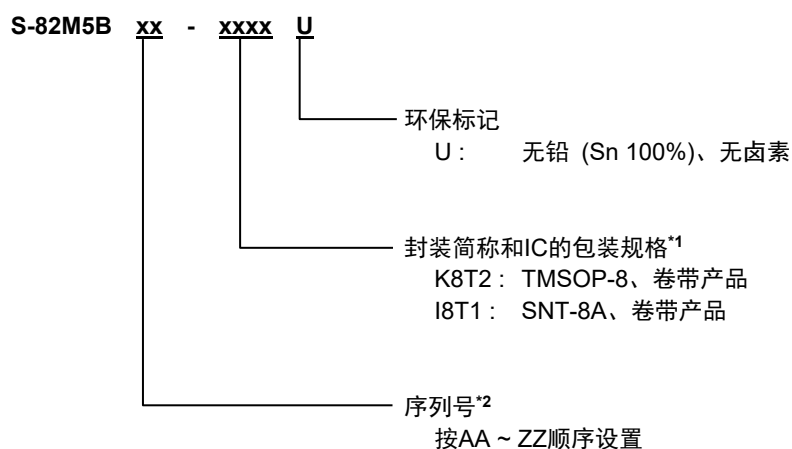 S-82M5B xx - xxxx U
环保标记
U : 无铅 (Sn 100%)、无卤素
封装简称和IC的包装规格*1
K8T2 : TMSOP-8、卷带产品
I8T1 : SNT-8A、卷带产品
序列号*2
按AA ~ ZZ顺序设置